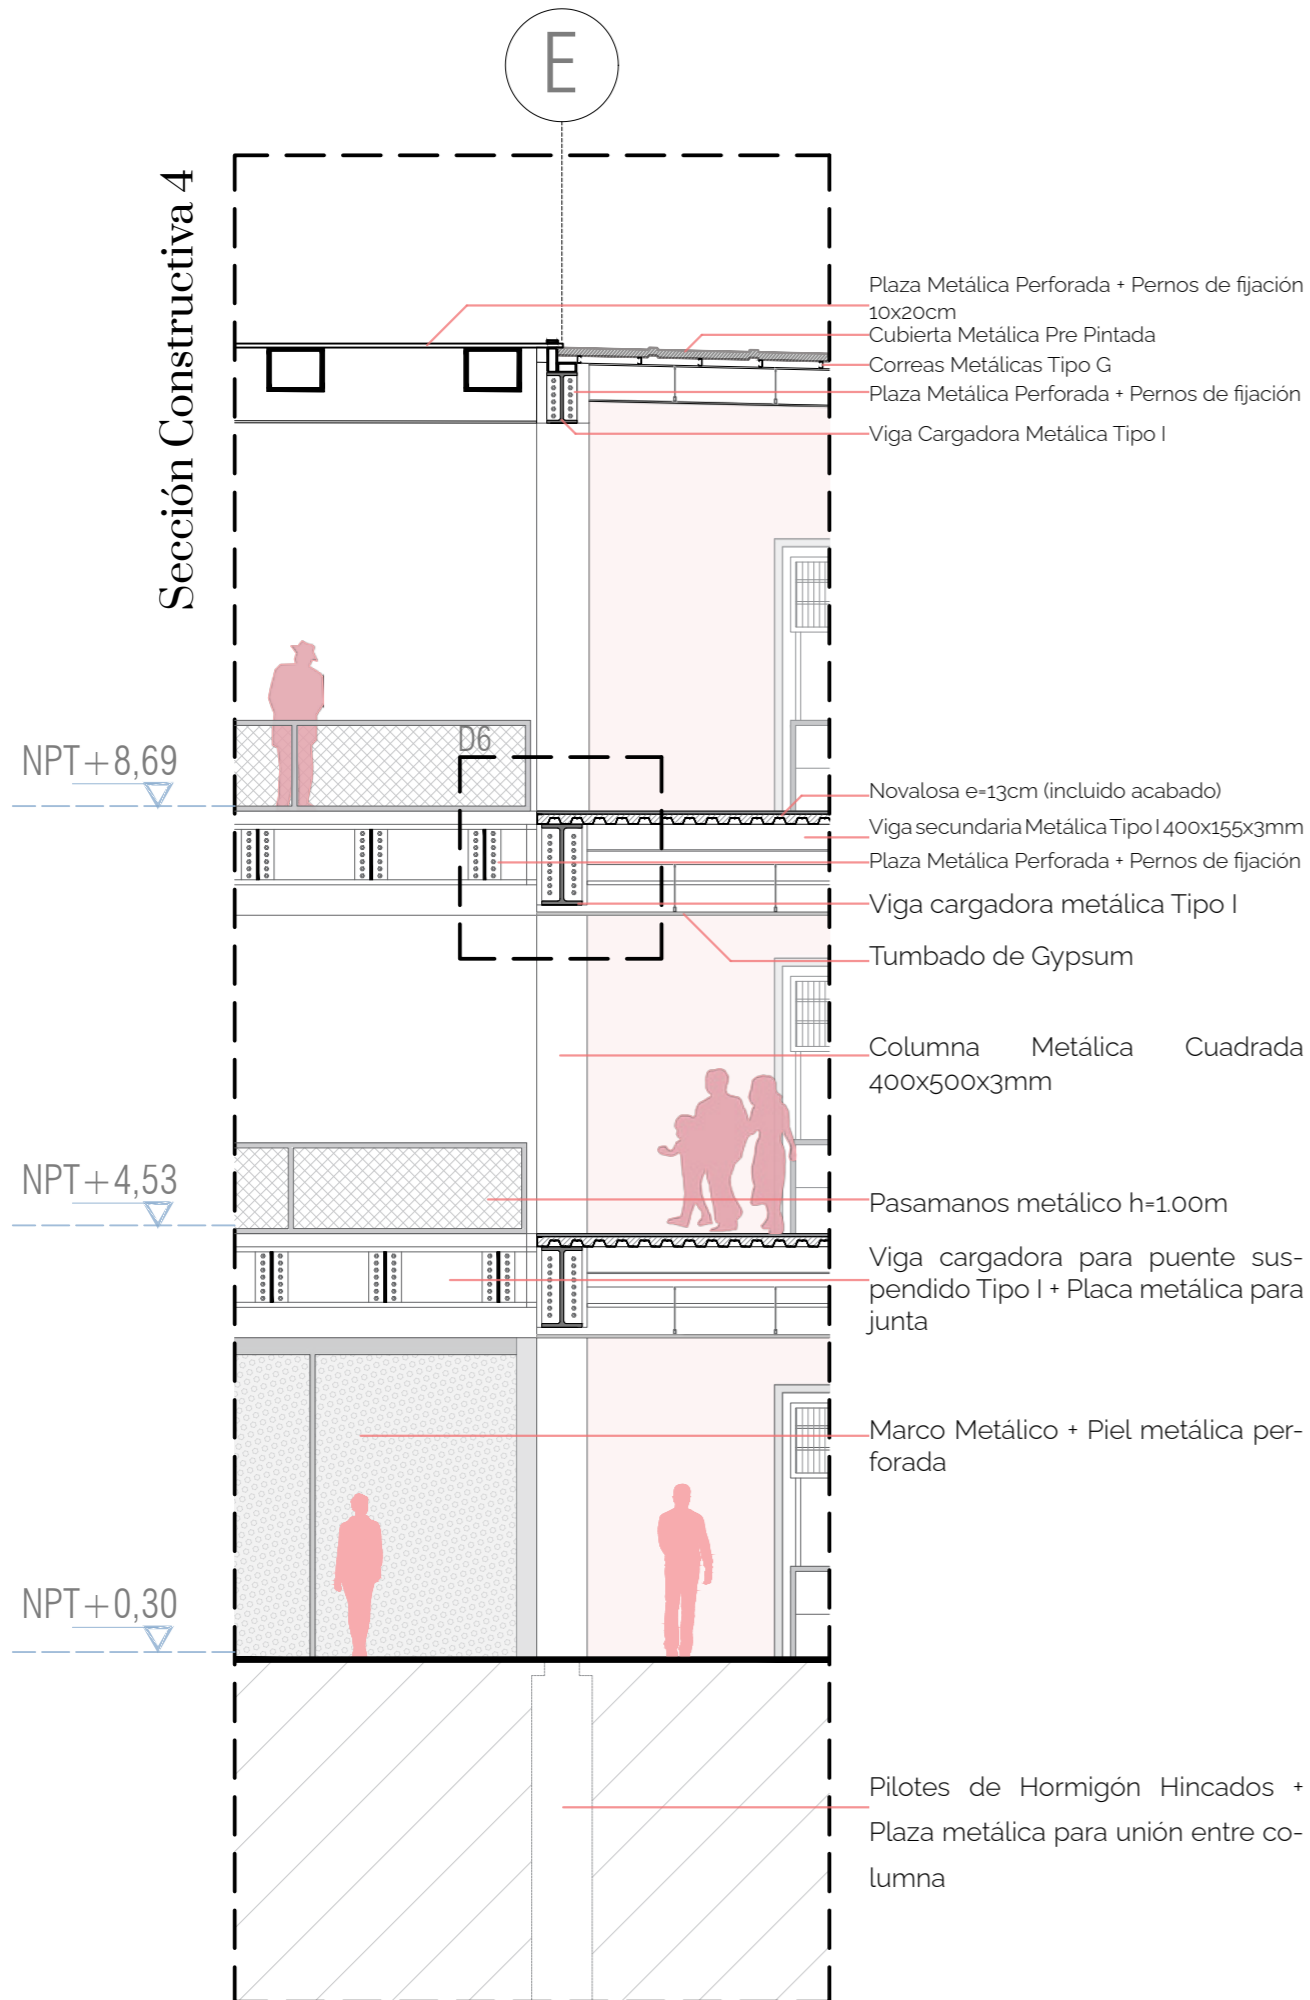 E
Sección Constructiva 4
Plaza Metálica Perforada + Pernos de fijación
10x20cm
Cubierta Metálica Pre Pintada
Correas Metálicas Tipo G
Plaza Metálica Perforada + Pernos de fijación
Viga Cargadora Metálica Tipo I
D6
NPT+8,69
Novalosa e=13cm (incluido acabado)
Viga secundaria Metálica Tipo I 400x155x3mm
Plaza Metálica Perforada + Pernos de fijación
Viga cargadora metálica Tipo I
Tumbado de Gypsum
Columna Metálica Cuadrada
400x500x3mm
NPT+4,53
Pasamanos metálico h=1.00m
Viga cargadora para puente sus-
pendido Tipo I + Placa metálica para
junta
Marco Metálico + Piel metálica per-
forada
NPT+0,30
Pilotes de Hormigón Hincados +
Plaza metálica para unión entre co-
lumna